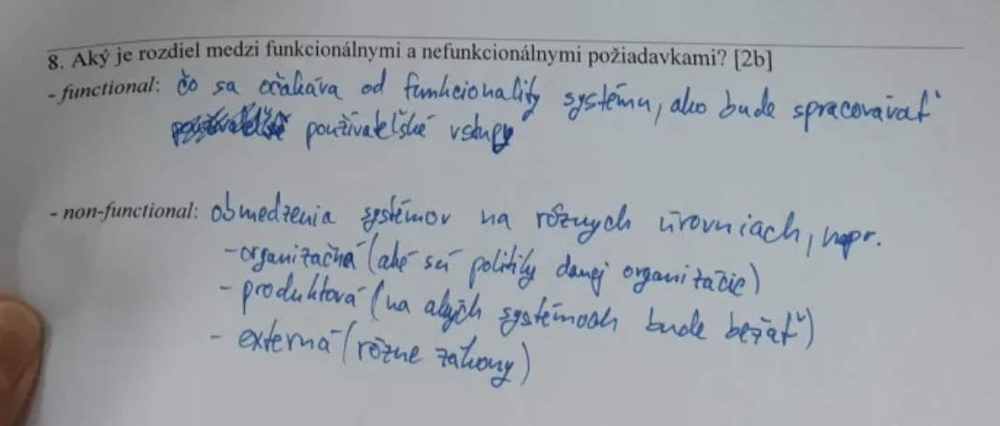 8. Aký je rozdiel medzi funkcionálnymi a nefunkcionálnymi požiadavkami? [2b]
- functional: čo sa očakáva od funkcionality systému, ako bude spracovávať
používateľské vstupy
- non-functional: obmedzenia systémov na rôznych úrovniach, napr.
- organizačná (aké sú politiky danej organizácie)
- produktová (na akých systémoch bude bežať)
- externá (rôzne zákony)